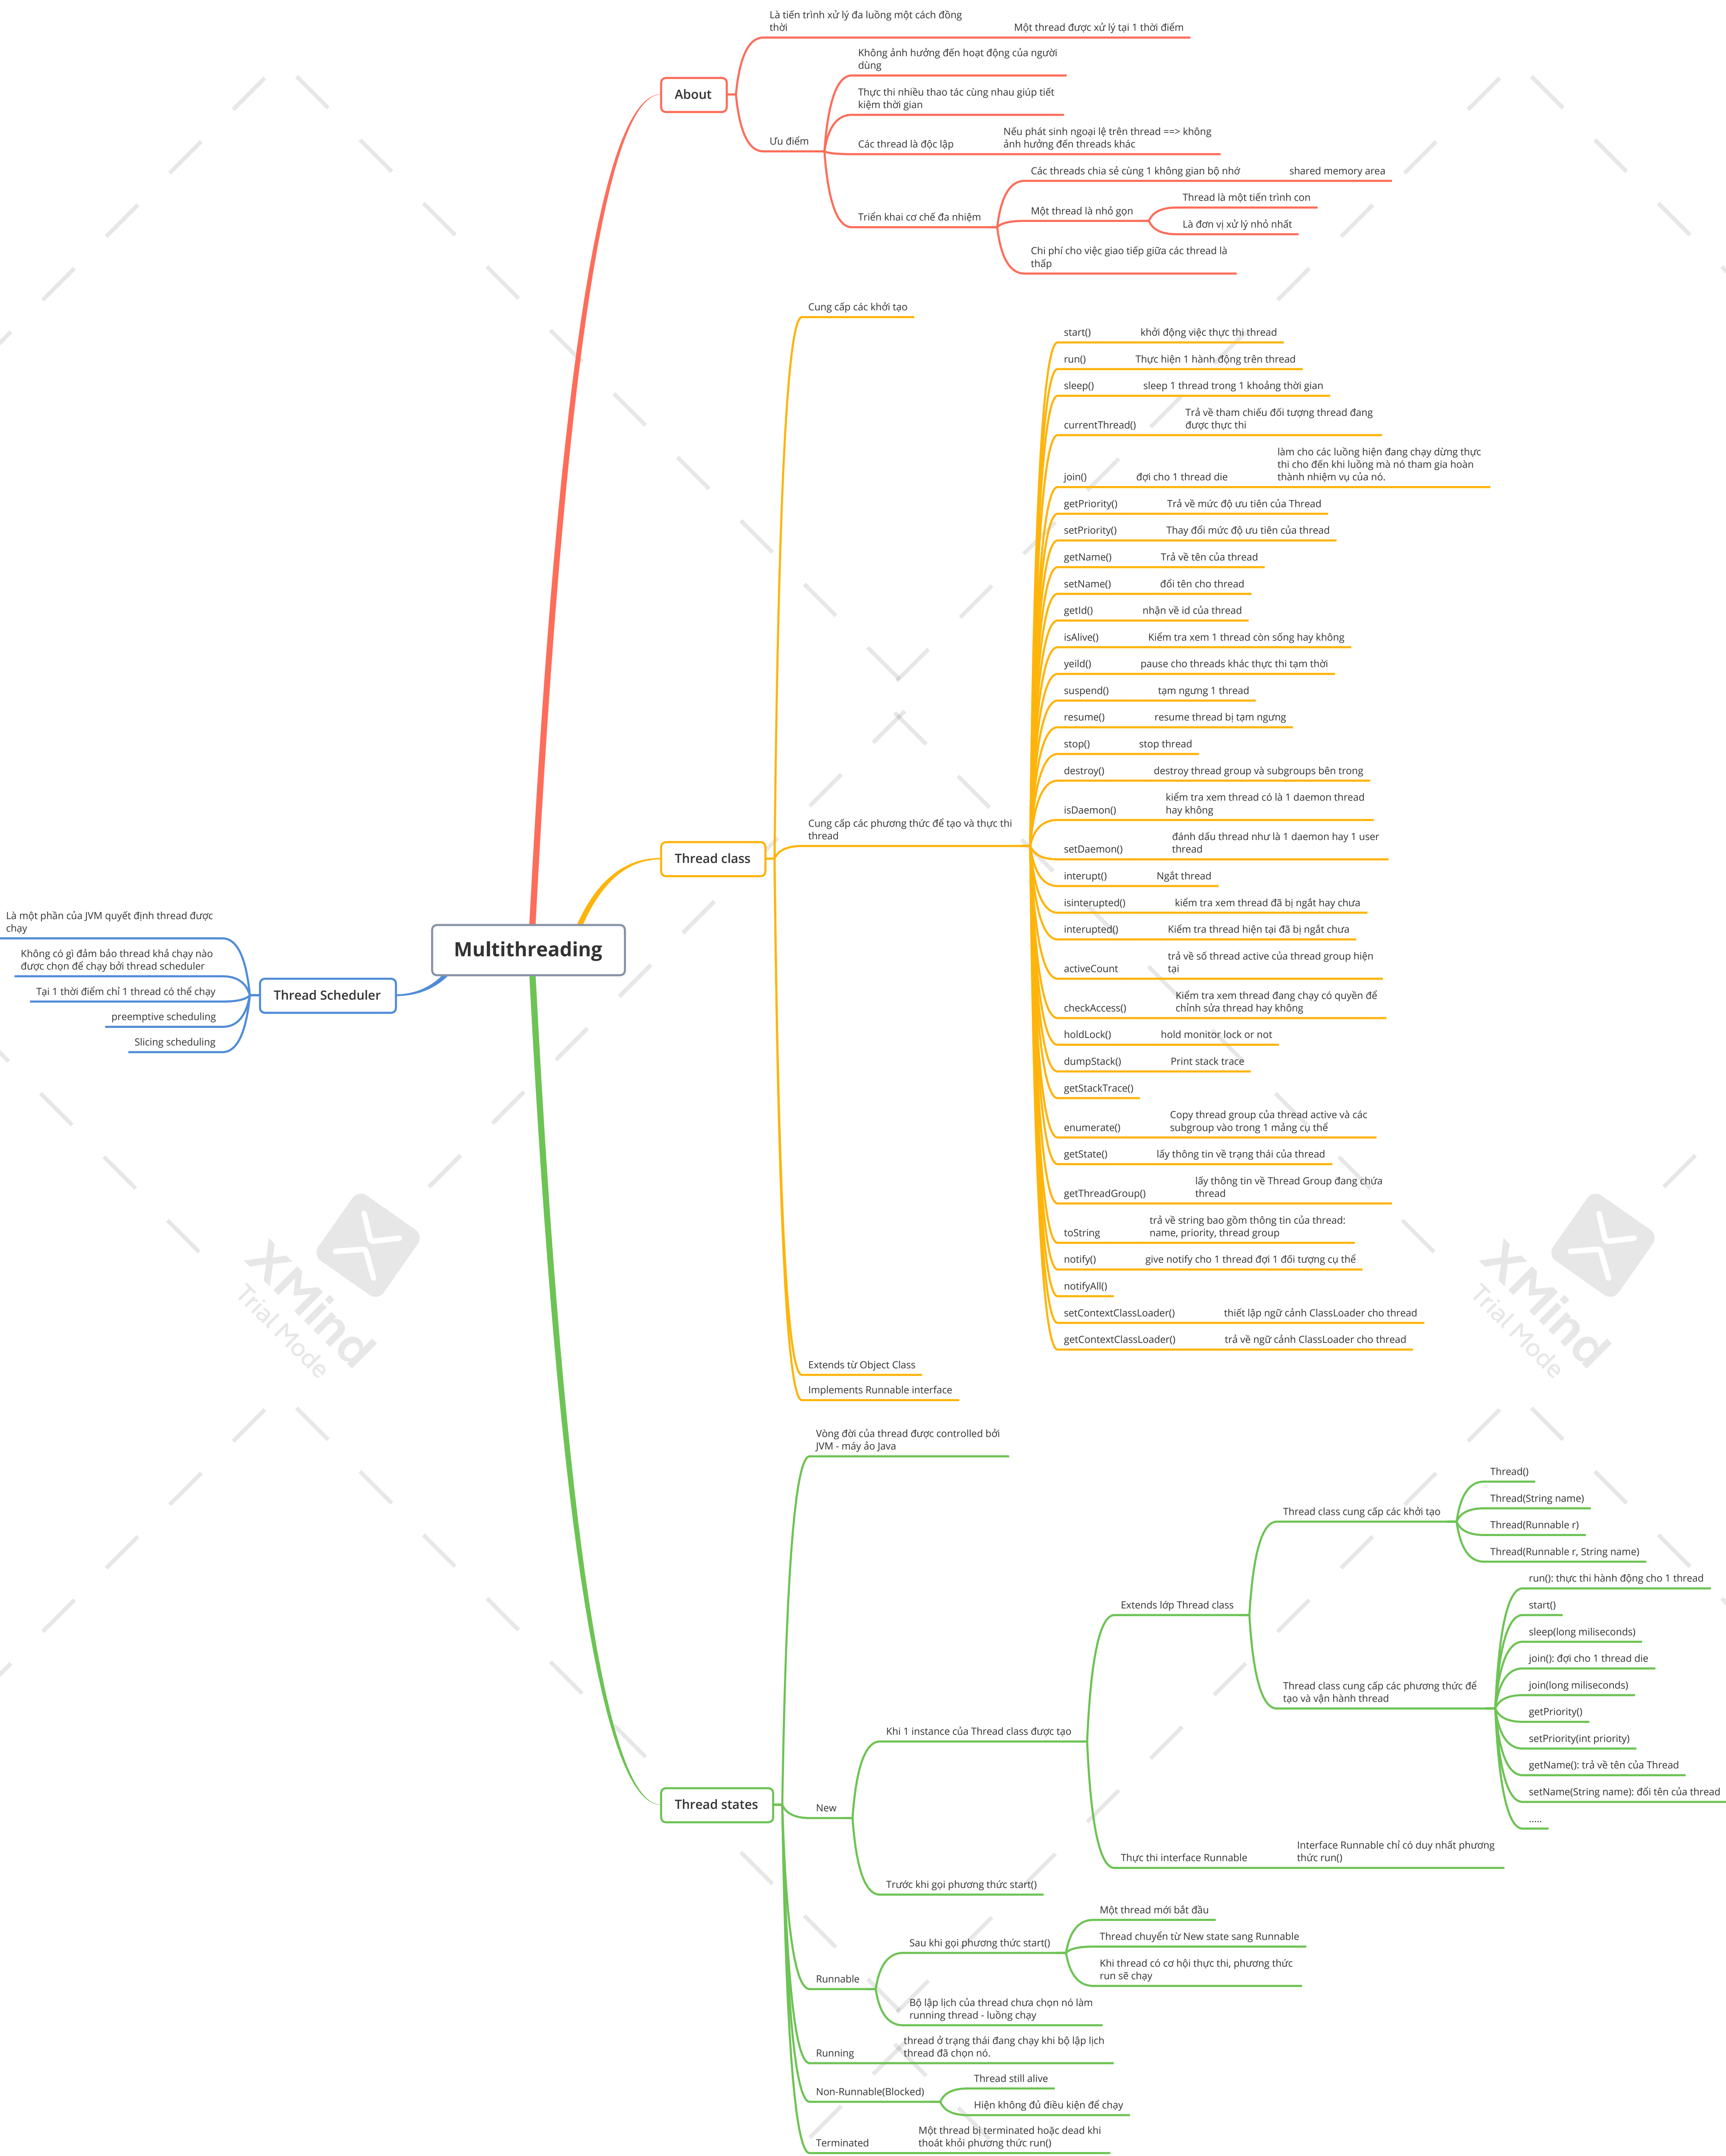 Là tiến trình xử lý đa luồng một cách đồng
thời
Một thread được xử lý tại 1 thời điểm
Không ảnh hưởng đến hoạt động của người
dùng
About
Thực thi nhiều thao tác cùng nhau giúp tiết
kiệm thời gian
Ưu điểm
Các thread là độc lập
Nếu phát sinh ngoại lệ trên thread ==> không
ảnh hưởng đến threads khác
Triển khai cơ chế đa nhiệm
Các threads chia sẻ cùng 1 không gian bộ nhớ
shared memory area
Một thread là nhỏ gọn
Thread là một tiến trình con
Là đơn vị xử lý nhỏ nhất
Chi phí cho việc giao tiếp giữa các thread là
thấp
Cung cấp các khởi tạo
start()
khởi động việc thực thi thread
run()
Thực hiện 1 hành động trên thread
sleep()
sleep 1 thread trong 1 khoảng thời gian
currentThread()
Trả về tham chiếu đối tượng thread đang
được thực thi
join()
đợi cho 1 thread die
làm cho các luồng hiện đang chạy dừng thực
thi cho đến khi luồng mà nó tham gia hoàn
thành nhiệm vụ của nó.
getPriority()
Trả về mức độ ưu tiên của Thread
setPriority()
Thay đổi mức độ ưu tiên của thread
getName()
Trả về tên của thread
setName()
đổi tên cho thread
getId()
nhận về id của thread
isAlive()
Kiểm tra xem 1 thread còn sống hay không
yeild()
pause cho threads khác thực thi tạm thời
suspend()
tạm ngưng 1 thread
resume()
resume thread bị tạm ngưng
stop()
stop thread
destroy()
destroy thread group và subgroups bên trong
Cung cấp các phương thức để tạo và thực thi
thread
isDaemon()
kiểm tra xem thread có là 1 daemon thread
hay không
Thread class
setDaemon()
đánh dấu thread như là 1 daemon hay 1 user
thread
interupt()
Ngắt thread
isinterupted()
kiểm tra xem thread đã bị ngắt hay chưa
interupted()
Kiểm tra thread hiện tại đã bị ngắt chưa
activeCount
trả về số thread active của thread group hiện
tại
checkAccess()
Kiểm tra xem thread đang chạy có quyền để
chỉnh sửa thread hay không
holdLock()
hold monitor lock or not
dumpStack()
Print stack trace
getStackTrace()
enumerate()
Copy thread group của thread active và các
subgroup vào trong 1 mảng cụ thể
getState()
lấy thông tin về trạng thái của thread
getThreadGroup()
lấy thông tin về Thread Group đang chứa
thread
toString
trả về string bao gồm thông tin của thread:
name, priority, thread group
notify()
give notify cho 1 thread đợi 1 đối tượng cụ thể
notifyAll()
setContextClassLoader()
thiết lập ngữ cảnh ClassLoader cho thread
getContextClassLoader()
trả về ngữ cảnh ClassLoader cho thread
Extends từ Object Class
Implements Runnable interface
Multithreading
Là một phần của JVM quyết định thread được
chạy
Không có gì đảm bảo thread khả chạy nào
được chọn để chạy bởi thread scheduler
Tại 1 thời điểm chỉ 1 thread có thể chạy
Thread Scheduler
preemptive scheduling
Slicing scheduling
XMind
Trial Mode
XMind
Trial Mode
Vòng đời của thread được controlled bởi
JVM - máy ảo Java
Thread()
Thread(String name)
Thread class cung cấp các khởi tạo
Thread(Runnable r)
Thread(Runnable r, String name)
run(): thực thi hành động cho 1 thread
Extends lớp Thread class
start()
sleep(long miliseconds)
join(): đợi cho 1 thread die
Thread class cung cấp các phương thức để
tạo và vận hành thread
join(long miliseconds)
getPriority()
setPriority(int priority)
getName(): trả về tên của Thread
setName(String name): đổi tên của thread
.....
Khi 1 instance của Thread class được tạo
Thread states
New
Thực thi interface Runnable
Interface Runnable chỉ có duy nhất phương
thức run()
Trước khi gọi phương thức start()
Một thread mới bắt đầu
Sau khi gọi phương thức start()
Thread chuyển từ New state sang Runnable
Khi thread có cơ hội thực thi, phương thức
run sẽ chạy
Runnable
Bộ lập lịch của thread chưa chọn nó làm
running thread - luồng chạy
Running
thread ở trạng thái đang chạy khi bộ lập lịch
thread đã chọn nó.
Non-Runnable(Blocked)
Thread still alive
Hiện không đủ điều kiện để chạy
Terminated
Một thread bị terminated hoặc dead khi
thoát khỏi phương thức run()